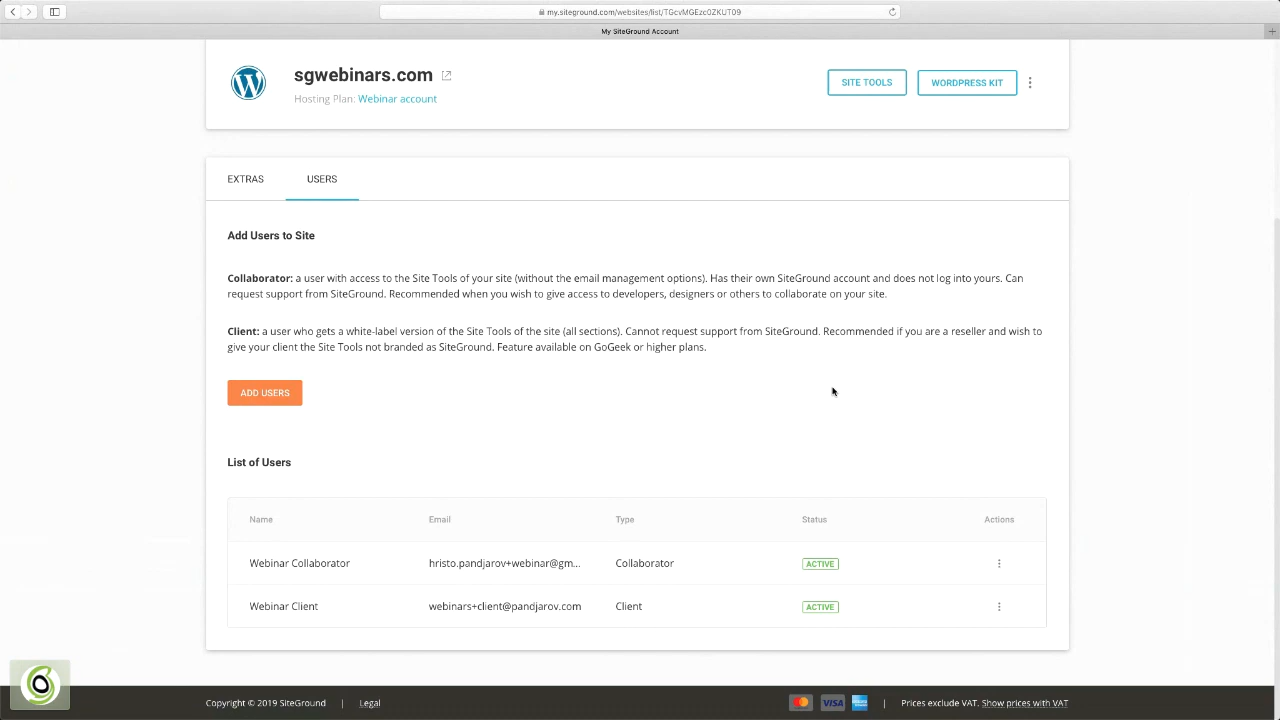 my.siteground.com/websites/list/TGcvMGEzc0ZKUT09
My SiteGround Account
sgwebinars.com
SITE TOOLS
WORDPRESS KIT
Hosting Plan: Webinar account
EXTRAS
USERS
Add Users to Site
Collaborator: a user with access to the Site Tools of your site (without the email management options). Has their own SiteGround account and does not log into yours. Can
request support from SiteGround. Recommended when you wish to give access to developers, designers or others to collaborate on your site.
Client: a user who gets a white-label version of the Site Tools of the site (all sections). Cannot request support from SiteGround. Recommended if you are a reseller and wish to
give your client the Site Tools not branded as SiteGround. Feature available on GoGeek or higher plans.
ADD USERS
List of Users
Name Email Type Status Actions
Webinar Collaborator hristo.pandjarov+webinar@gm... Collaborator ACTIVE
Webinar Client webinars+client@pandjarov.com Client ACTIVE
Copyright © 2019 SiteGround | Legal VISA | Prices exclude VAT. Show prices with VAT